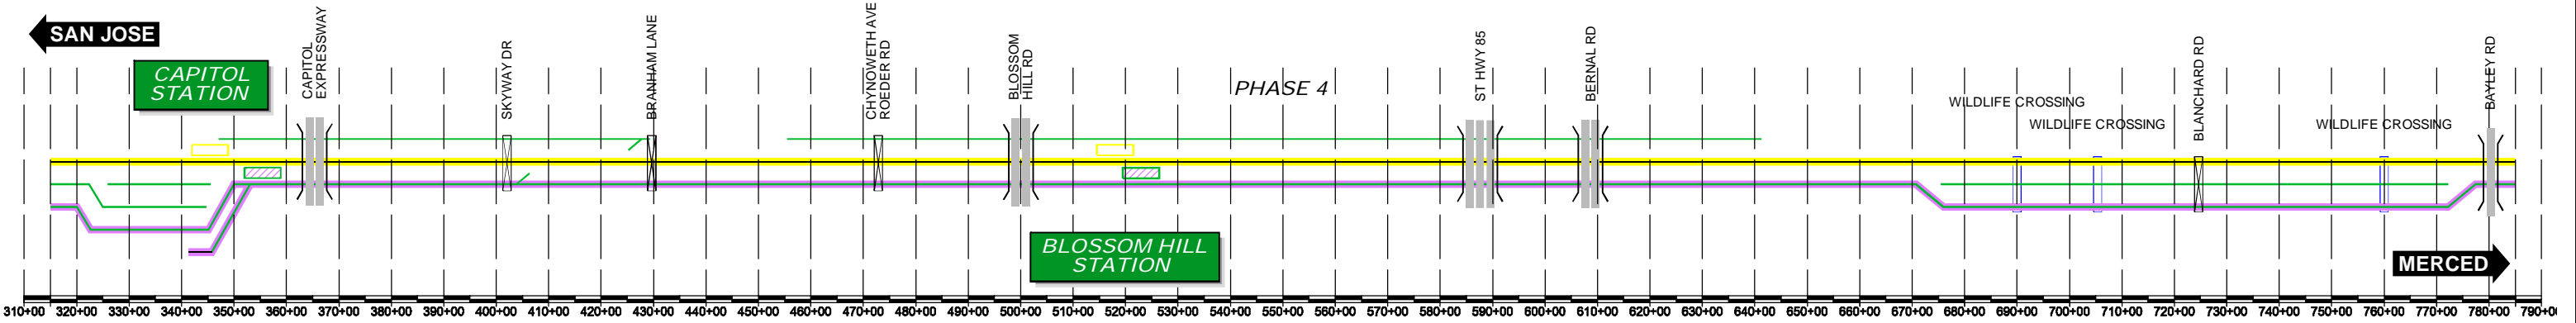 SAN JOSE
CAPITOL
STATION
CAPITOL
EXPRESSWAY
SKYWAY DR
BRANHAM LANE
CHYNOWETH AVE
ROEDER RD
BLOSSOM
HILL RD
PHASE 4
ST HWY 85
BERNAL RD
WILDLIFE CROSSING
WILDLIFE CROSSING
BLANCHARD RD
WILDLIFE CROSSING
BAYLEY RD
BLOSSOM HILL
STATION
MERCED
310+00 320+00 330+00 340+00 350+00 360+00 370+00 380+00 390+00 400+00 410+00 420+00 430+00 440+00 450+00 460+00 470+00 480+00 490+00 500+00 510+00 520+00 530+00 540+00 550+00 560+00 570+00 580+00 590+00 600+00 610+00 620+00 630+00 640+00 650+00 660+00 670+00 680+00 690+00 700+00 710+00 720+00 730+00 740+00 750+00 760+00 770+00 780+00 790+0